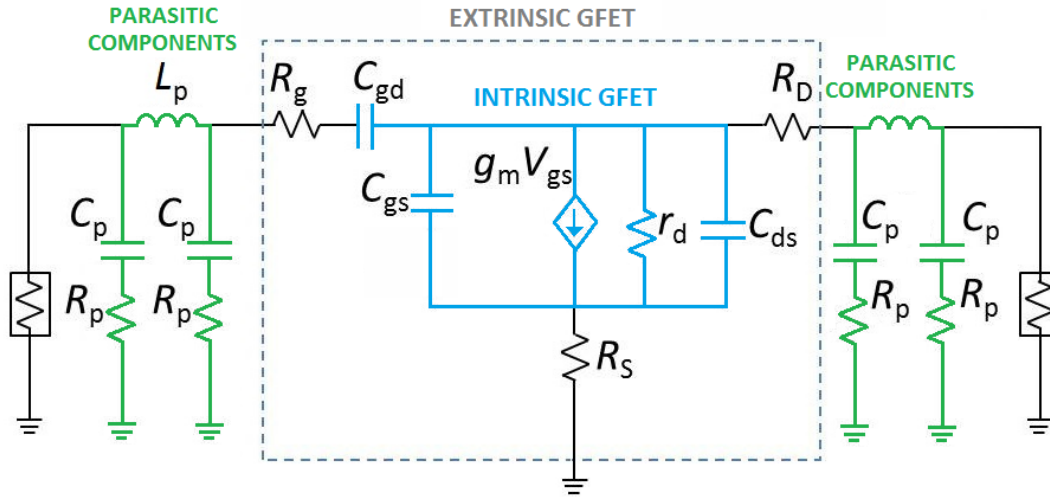 EXTRINSIC GFET
PARASITIC
COMPONENTS
PARASITIC
COMPONENTS
Lp
Rg
Cgd
INTRINSIC GFET
RD
Cgs
gmVgs
rd
Cds
Cp
Cp
Rp
Rp
Cp
Cp
Rp
Rp
RS